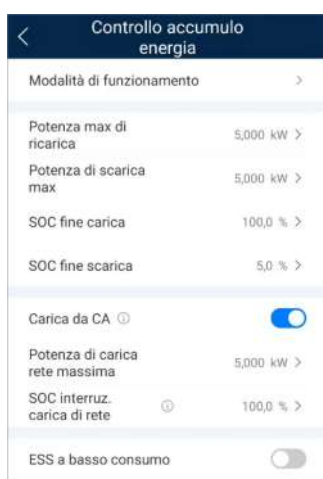 Controllo accumulo
energia
Modalità di funzionamento
Potenza max di
ricarica
5,000 kW
Potenza di scarica
max
5,000 kW
SOC fine carica
100,0 %
SOC fine scarica
5,0 %
Carica da CA
Potenza di carica
rete massima
5,000 kW
SOC interruz.
carica di rete
100,0 %
ESS a basso consumo